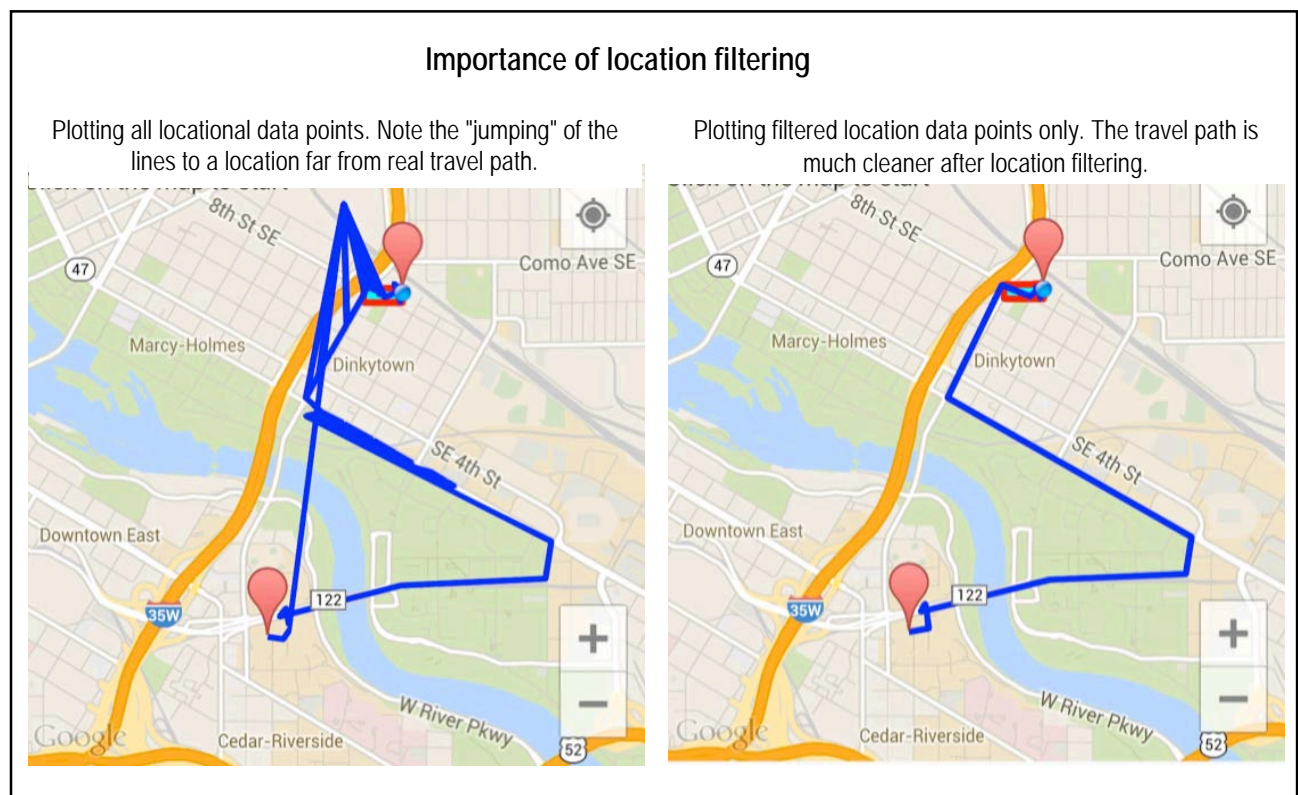 Importance of location filtering
Plotting all locational data points. Note the "jumping" of the
lines to a location far from real travel path.
8th St SE
47
Como Ave SE
Marcy-Holmes
Dinkytown
SE 4th St
Downtown East
122
35W
W River Pkwy
Google
Cedar-Riverside
52
+
−
Plotting filtered location data points only. The travel path is
much cleaner after location filtering.
8th St SE
47
Como Ave SE
Marcy-Holmes
Dinkytown
SE 4th St
Downtown East
122
35W
W River Pkwy
Google
Cedar-Riverside
52
+
−